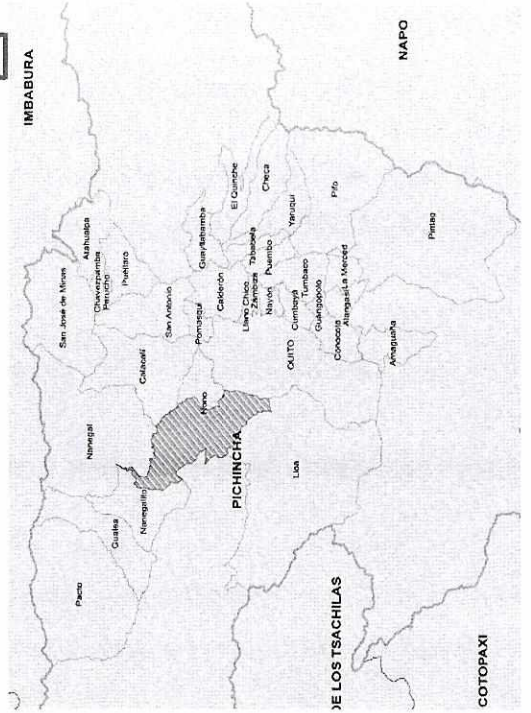 IMBABURA
San José de Minas
Atahualpa
Chavezpamba
Perucho
Puéllaro
Nanegal
Pacto
Gualea
Nanegalito
Calacalí
San Antonio
Guayllabamba
El Quinche
Pomasqui
Calderón
Checa
Llano Chico
Zámbiza
Tababela
Nono
Nayón
Puembo
Yaruqui
PICHINCHA
QUITO
Cumbayá
Tumbaco
Pifo
Guángopolo
Lloa
Conocoto
Alangasí
La Merced
Pintag
Amaguaña
NAPO
DE LOS TSACHILAS
COTOPAXI